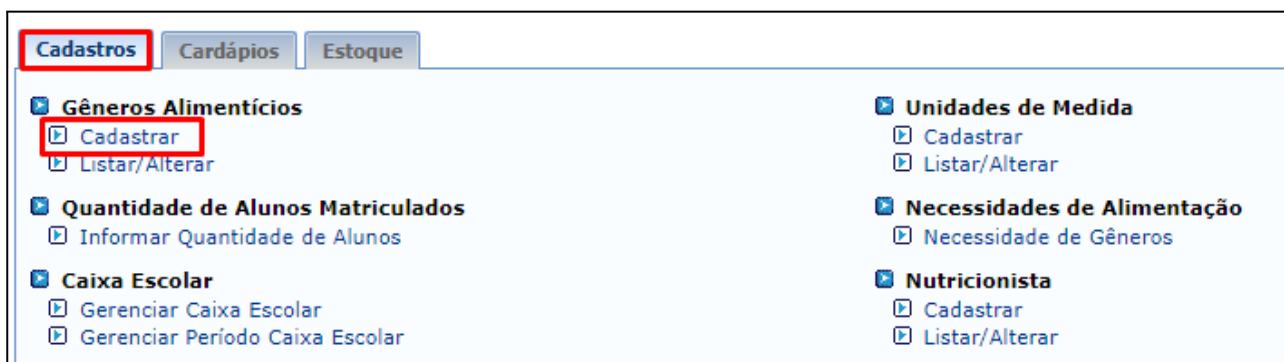 Cadastros Cardápios Estoque
Gêneros Alimentícios
Cadastrar
Listar/Alterar
Quantidade de Alunos Matriculados
Informar Quantidade de Alunos
Caixa Escolar
Gerenciar Caixa Escolar
Gerenciar Período Caixa Escolar
Unidades de Medida
Cadastrar
Listar/Alterar
Necessidades de Alimentação
Necessidade de Gêneros
Nutricionista
Cadastrar
Listar/Alterar